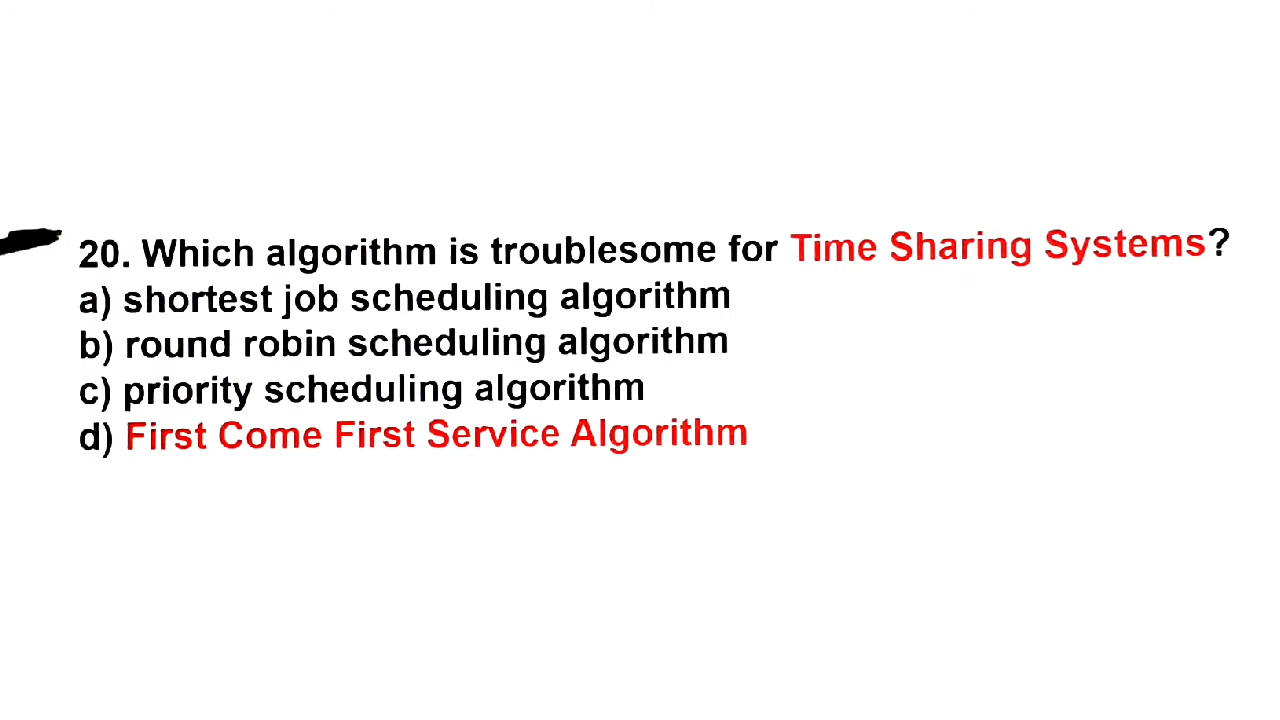 20. Which algorithm is troublesome for Time Sharing Systems?
a) shortest job scheduling algorithm
b) round robin scheduling algorithm
c) priority scheduling algorithm
d) First Come First Service Algorithm